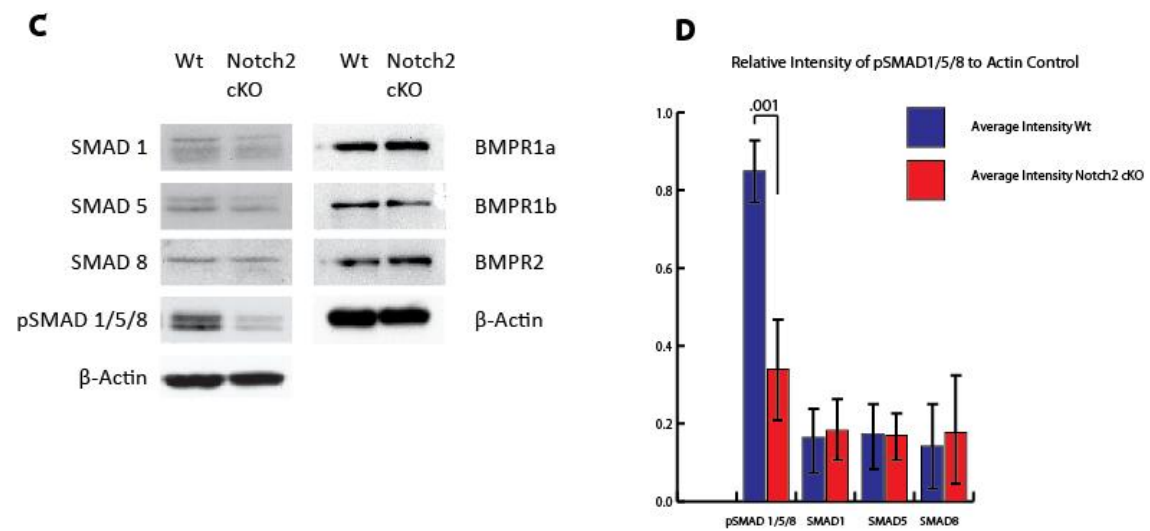 C
Wt Notch2 cKO
Wt Notch2 cKO
SMAD 1
SMAD 5
SMAD 8
pSMAD 1/5/8
β-Actin
BMPR1a
BMPR1b
BMPR2
β-Actin
D
Relative Intensity of pSMAD1/5/8 to Actin Control
.001
1.0
0.8
0.6
0.4
0.2
0.0
Average Intensity Wt
Average Intensity Notch2 cKO
pSMAD 1/5/8 SMAD1 SMAD5 SMAD8